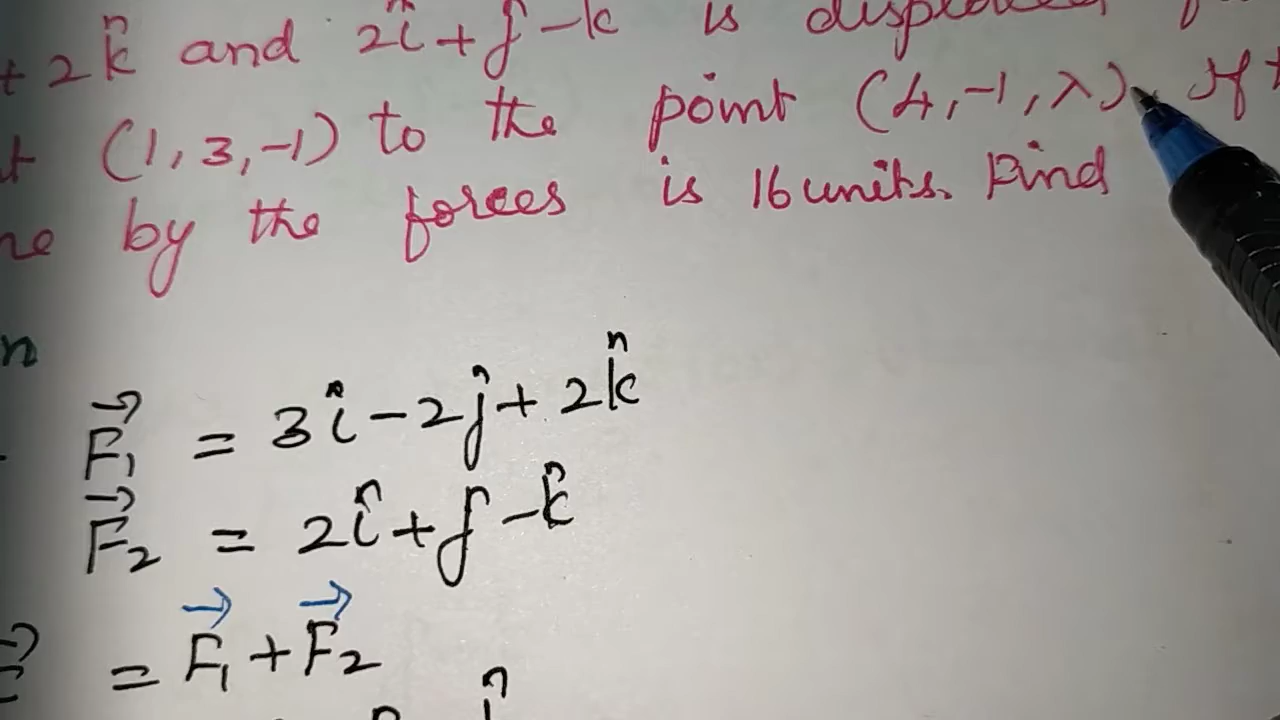 + 2k̂ and 2î + ĵ - k̂ is displaced
(1, 3, -1) to the point (4, -1, λ). If
by the forces is 16 units. Find
F⃗₁ = 3î - 2ĵ + 2k̂
F⃗₂ = 2î + ĵ - k̂
= F⃗₁ + F⃗₂